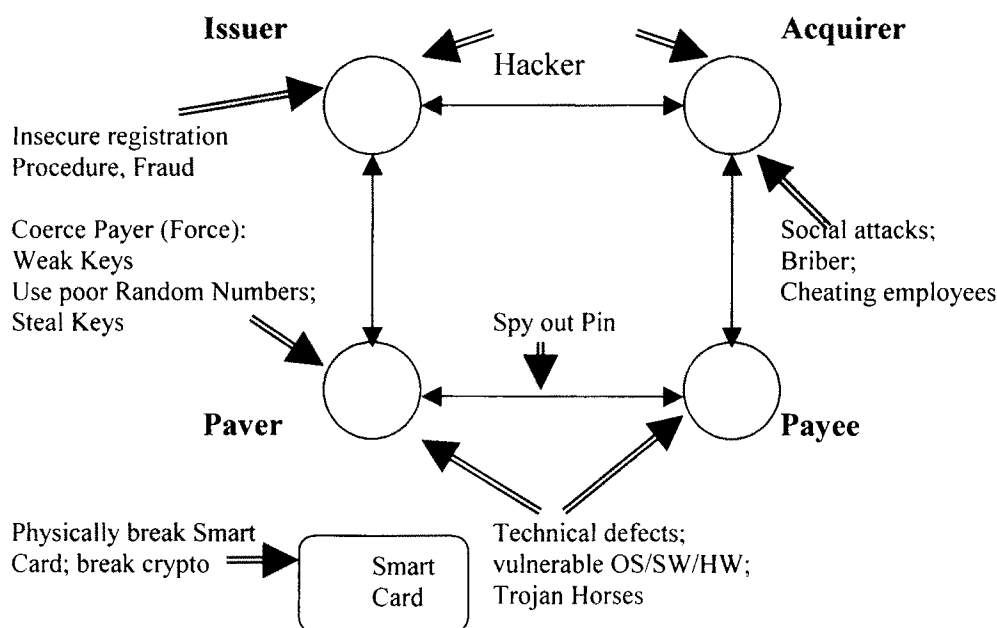 Issuer
Acquirer
Hacker
Insecure registration
Procedure, Fraud
Coerce Payer (Force):
Weak Keys
Use poor Random Numbers;
Steal Keys
Social attacks;
Briber;
Cheating employees
Spy out Pin
Paver
Payee
Physically break Smart
Card; break crypto
Smart
Card
Technical defects;
vulnerable OS/SW/HW;
Trojan Horses